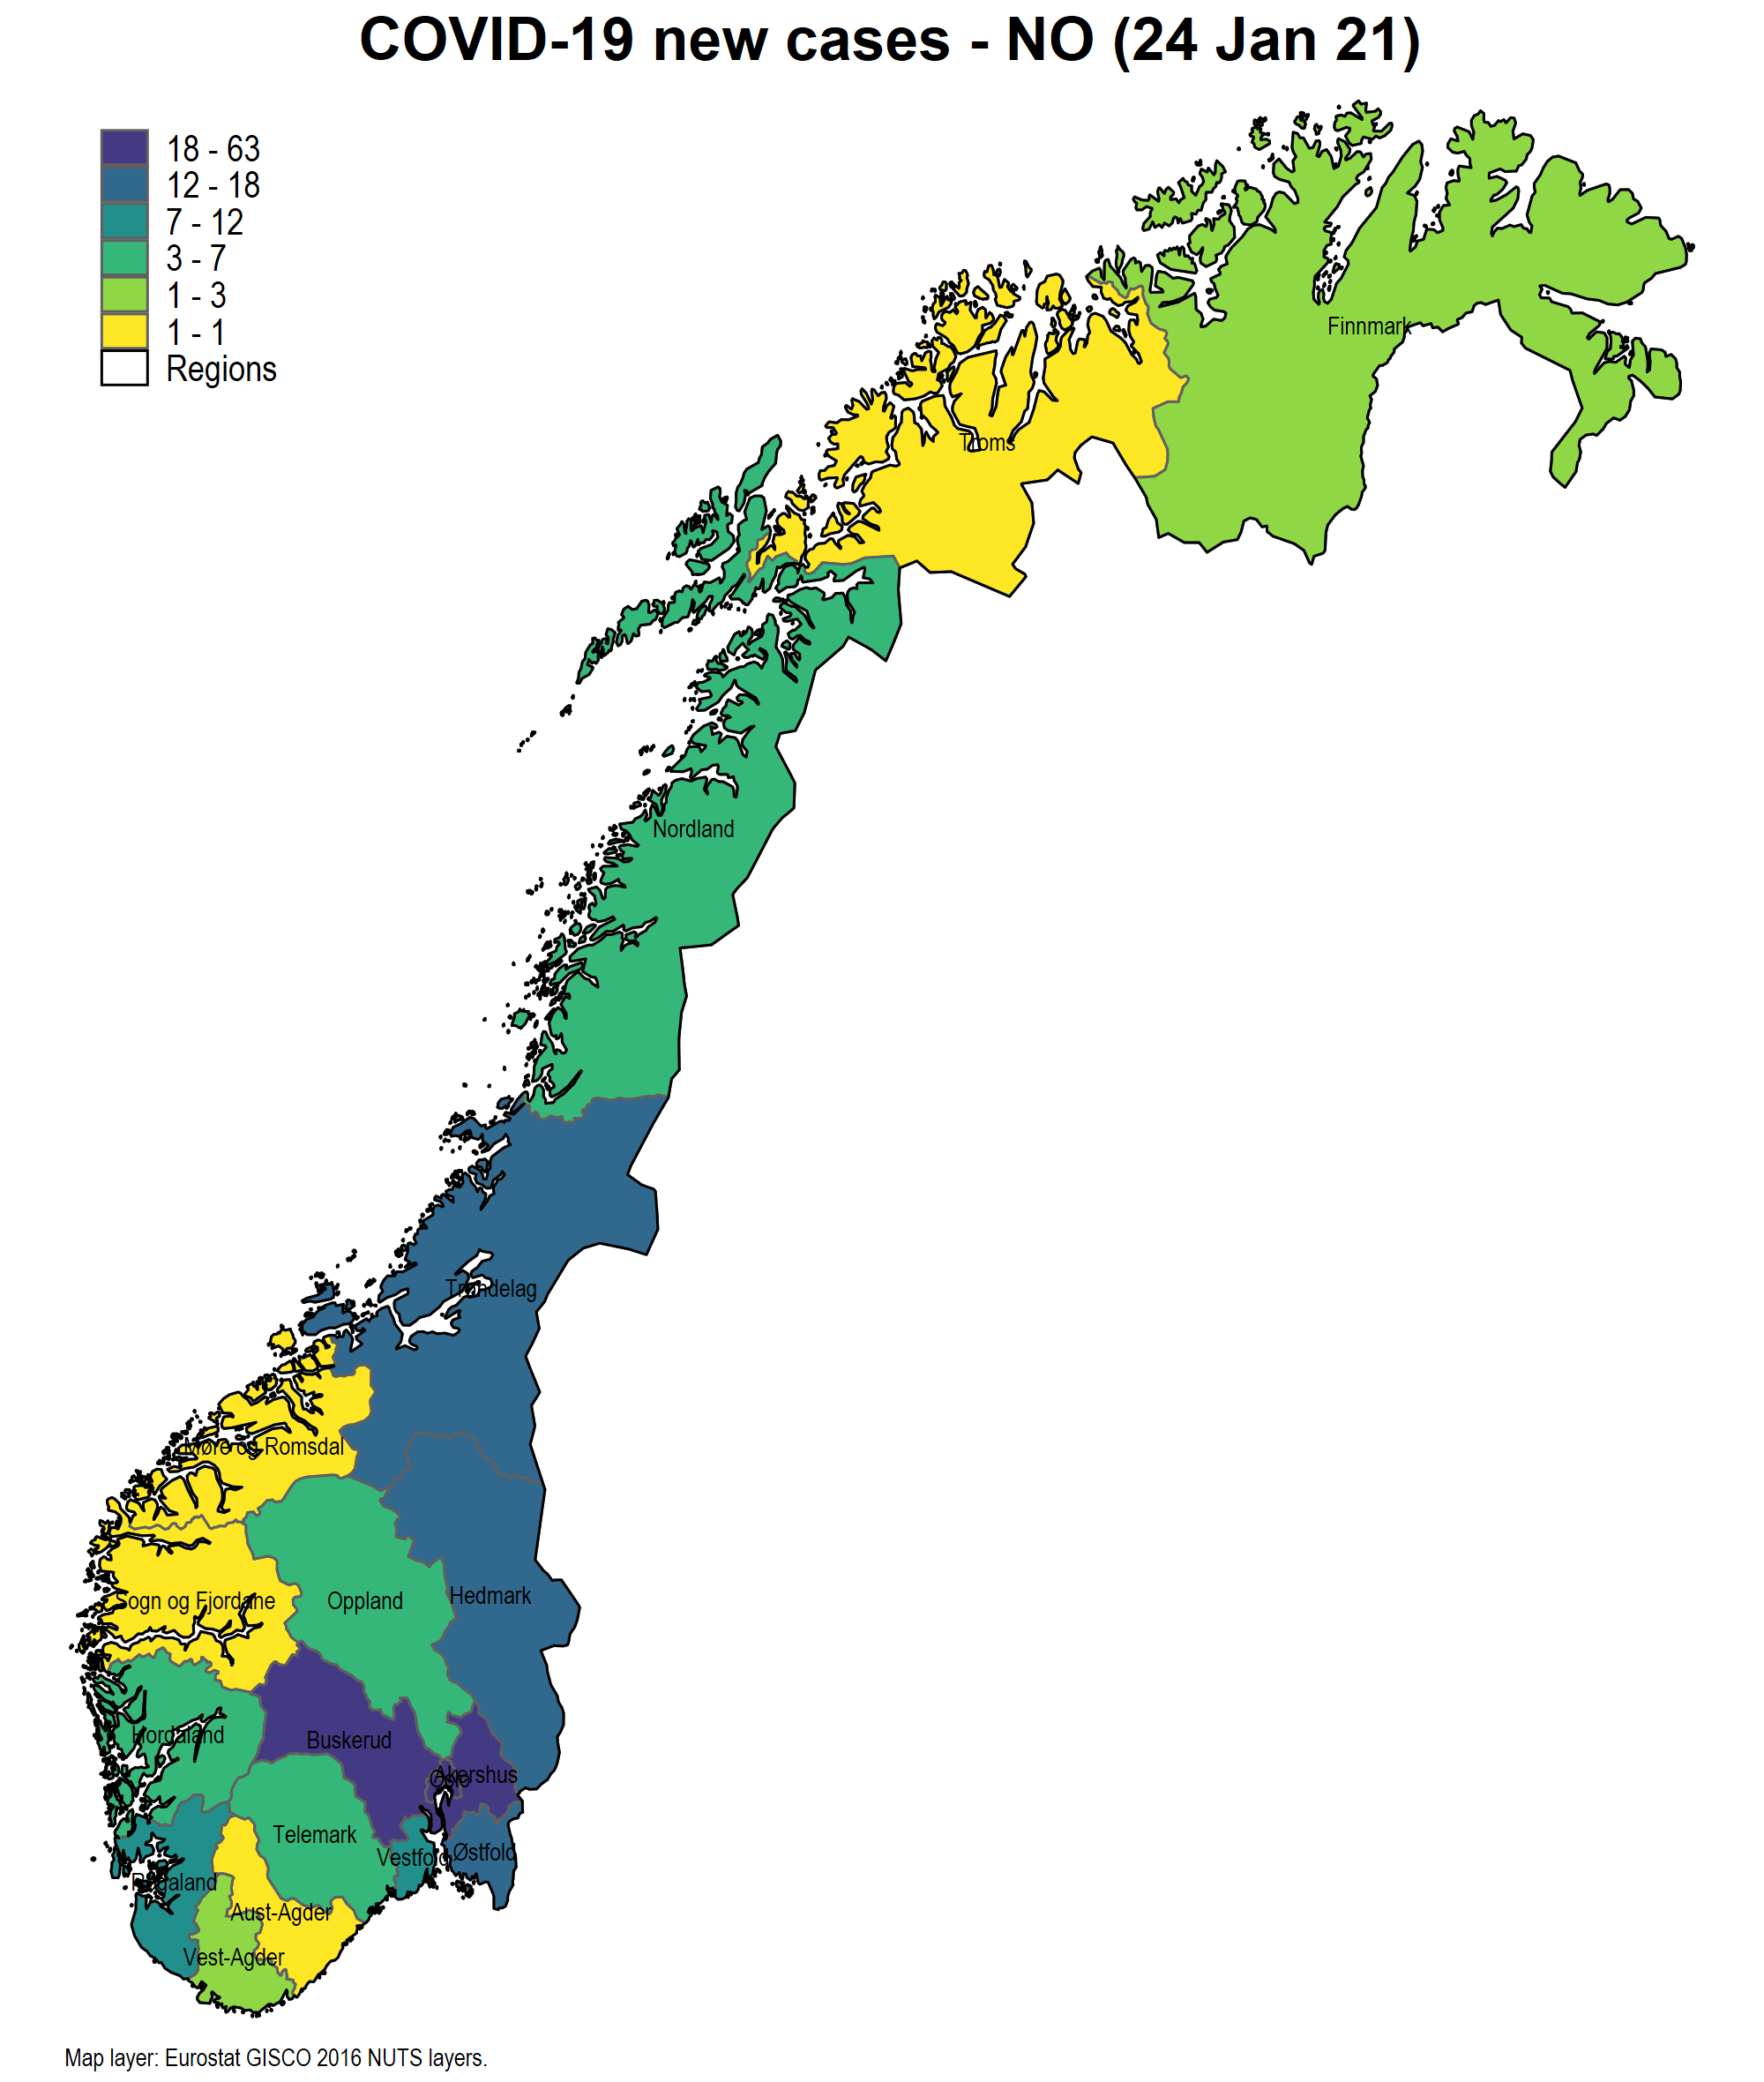 COVID-19 new cases - NO (24 Jan 21)
18 - 63
12 - 18
7 - 12
3 - 7
1 - 3
1 - 1
Regions
Finnmark
Troms
Nordland
Trøndelag
Møre og Romsdal
Sogn og Fjordane
Oppland
Hedmark
Hordaland
Buskerud
Oslo
Akershus
Telemark
Vestfold
Østfold
Rogaland
Aust-Agder
Vest-Agder
Map layer: Eurostat GISCO 2016 NUTS layers.